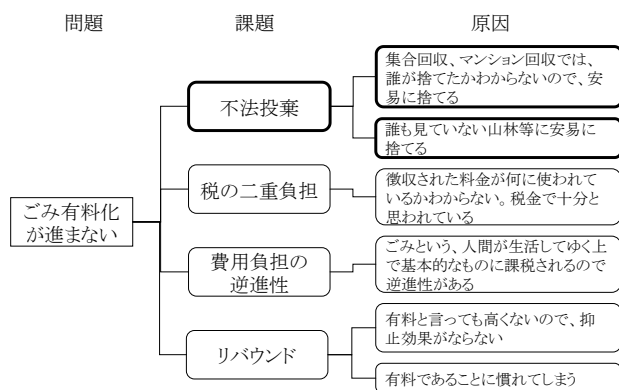 問題
課題
原因
集合回収、マンション回収では、
誰が捨てたかわからないので、安
易に捨てる
不法投棄
誰も見ていない山林等に安易に
捨てる
税の二重負担
徴収された料金が何に使われて
いるかわからない。税金で十分と
思われている
ごみ有料化
が進まない
費用負担の
逆進性
ごみという、人間が生活してゆく上
で基本的なものに課税されるので
逆進性がある
リバウンド
有料と言っても高くないので、抑
止効果がならない
有料であることに慣れてしまう